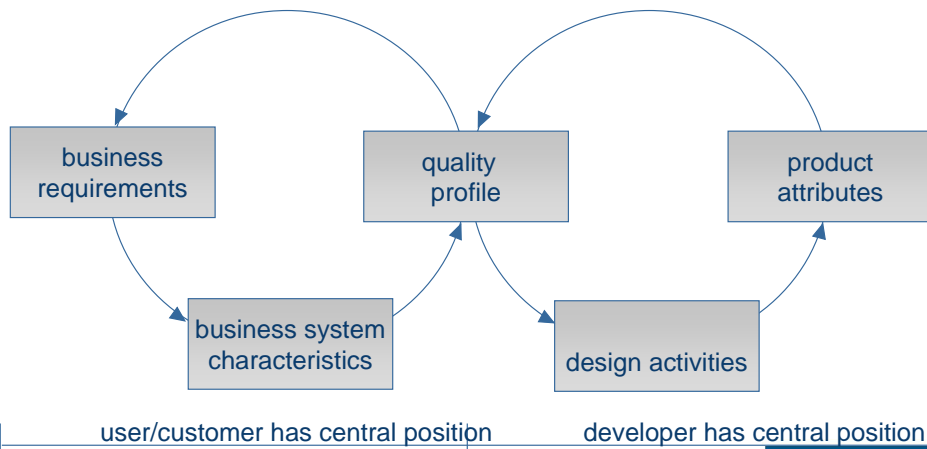 business
requirements
quality
profile
product
attributes
business system
characteristics
design activities
user/customer has central position
developer has central position